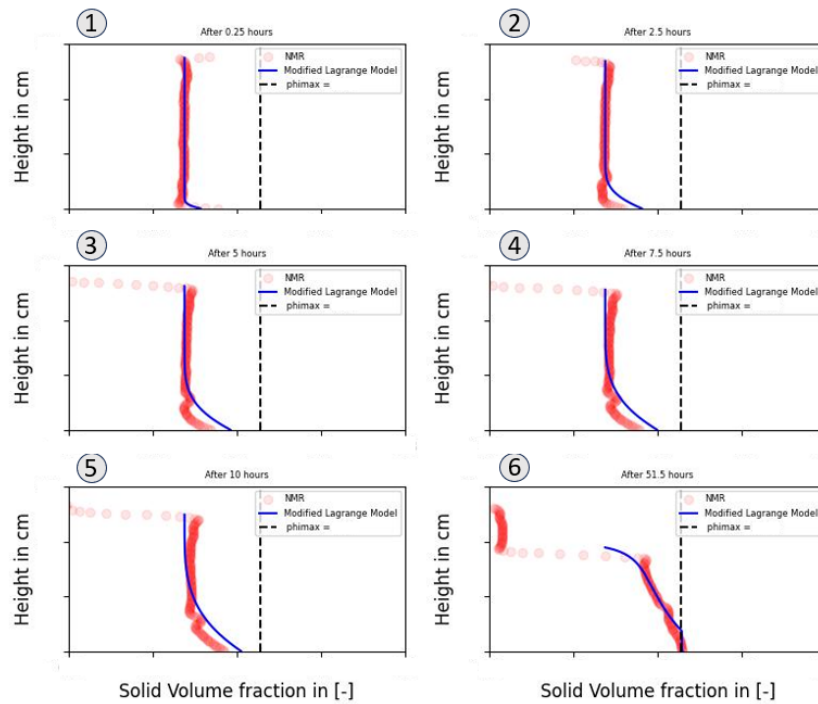 1
After 0.25 hours
Height in cm
NMR
Modified Lagrange Model
phimax =
2
After 2.5 hours
Height in cm
NMR
Modified Lagrange Model
phimax =
3
After 5 hours
Height in cm
NMR
Modified Lagrange Model
phimax =
4
After 7.5 hours
Height in cm
NMR
Modified Lagrange Model
phimax =
5
After 10 hours
Height in cm
NMR
Modified Lagrange Model
phimax =
6
After 51.5 hours
Height in cm
NMR
Modified Lagrange Model
phimax =
Solid Volume fraction in [-]
Solid Volume fraction in [-]